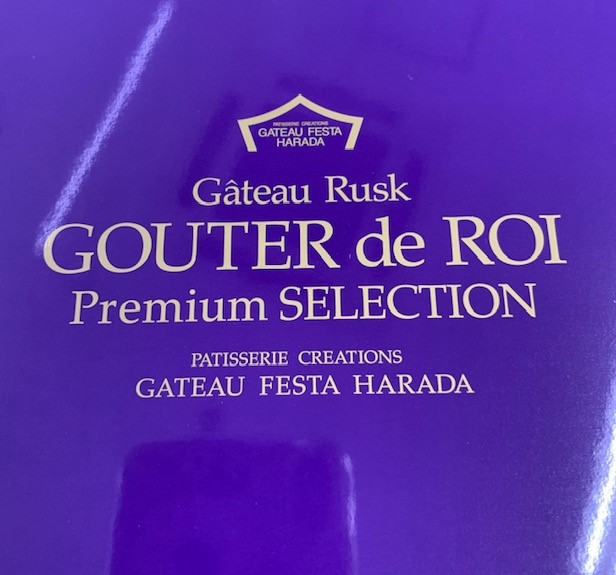 PATISSERIE CREATIONS
GATEAU FESTA
HARADA
Gâteau Rusk
GOUTER de ROI
Premium SELECTION
PATISSERIE CREATIONS
GATEAU FESTA HARADA